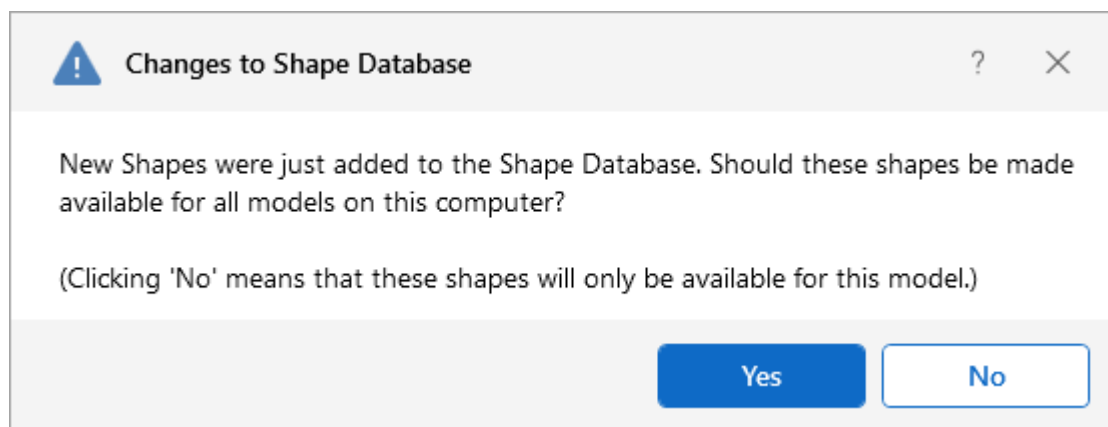 Changes to Shape Database
?
New Shapes were just added to the Shape Database. Should these shapes be made
available for all models on this computer?
(Clicking 'No' means that these shapes will only be available for this model.)
Yes
No